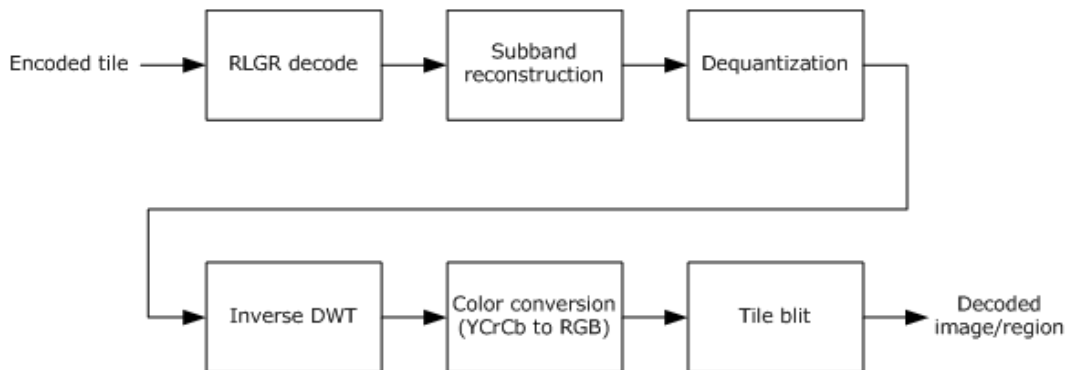 Encoded tile
RLGR decode
Subband
reconstruction
Dequantization
Inverse DWT
Color conversion
(YCrCb to RGB)
Tile blit
Decoded
image/region